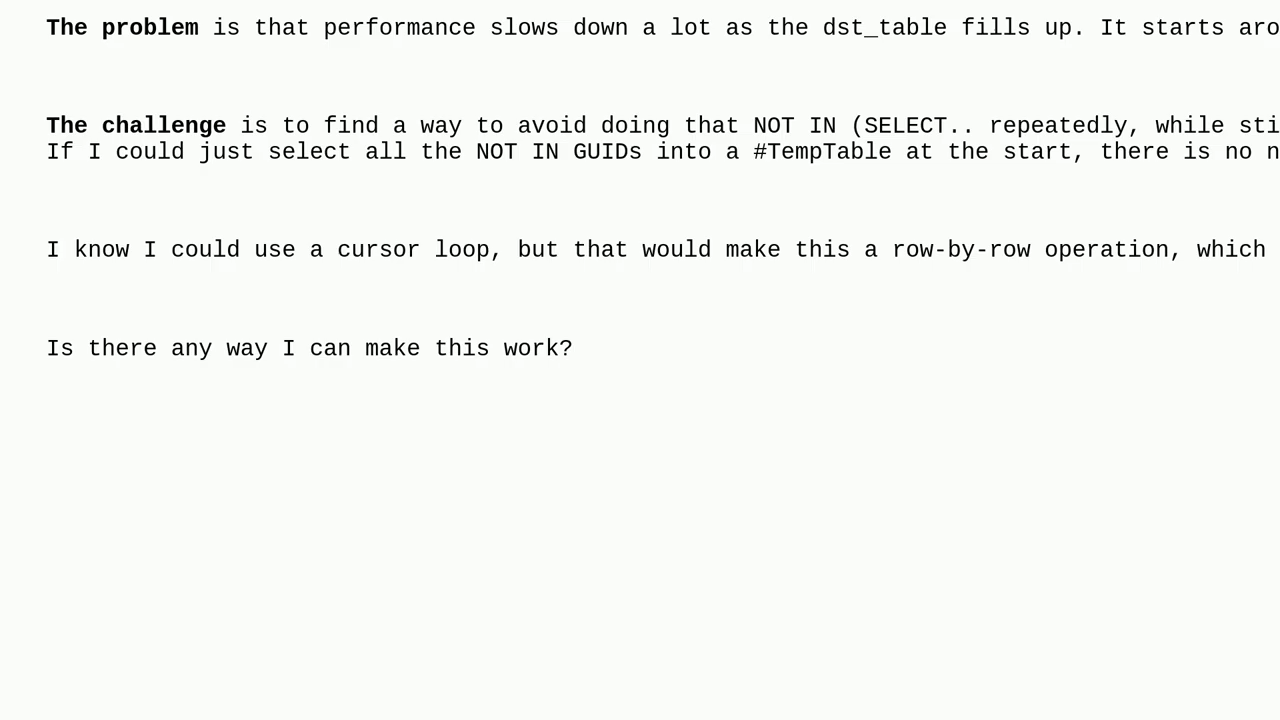 The problem is that performance slows down a lot as the dst_table fills up. It starts aro
The challenge is to find a way to avoid doing that NOT IN (SELECT.. repeatedly, while sti
If I could just select all the NOT IN GUIDs into a #TempTable at the start, there is no n
I know I could use a cursor loop, but that would make this a row-by-row operation, which
Is there any way I can make this work?